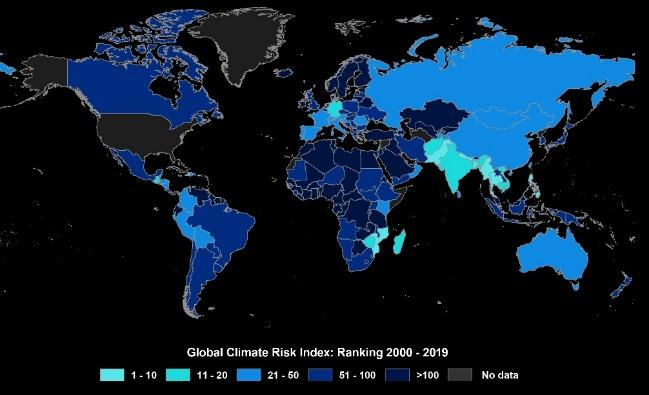 Global Climate Risk Index: Ranking 2000 - 2019
1 - 10 11 - 20 21 - 50 51 - 100 >100 No data